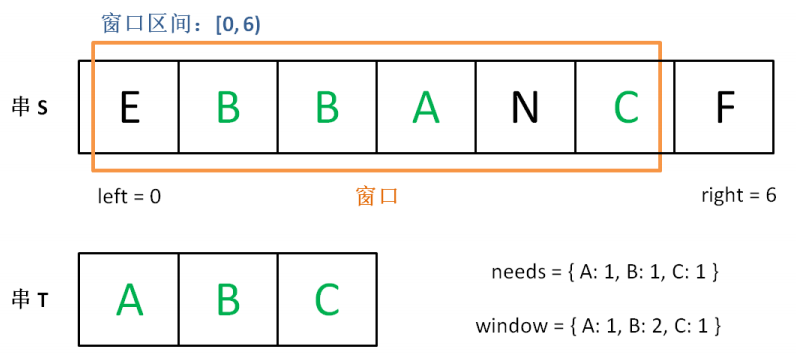 窗口区间：[0, 6)
串 S E B B A N C F
left = 0 窗口 right = 6
串 T A B C
needs = { A: 1, B: 1, C: 1 }
window = { A: 1, B: 2, C: 1 }